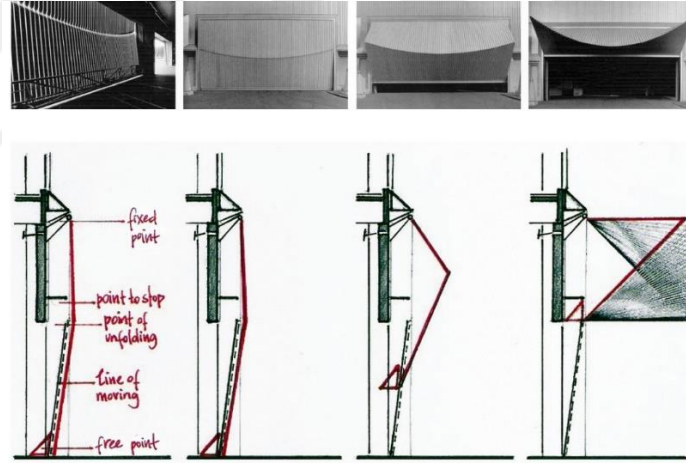 fixed
point
point to stop
point of
unfolding
line of
moving
free point